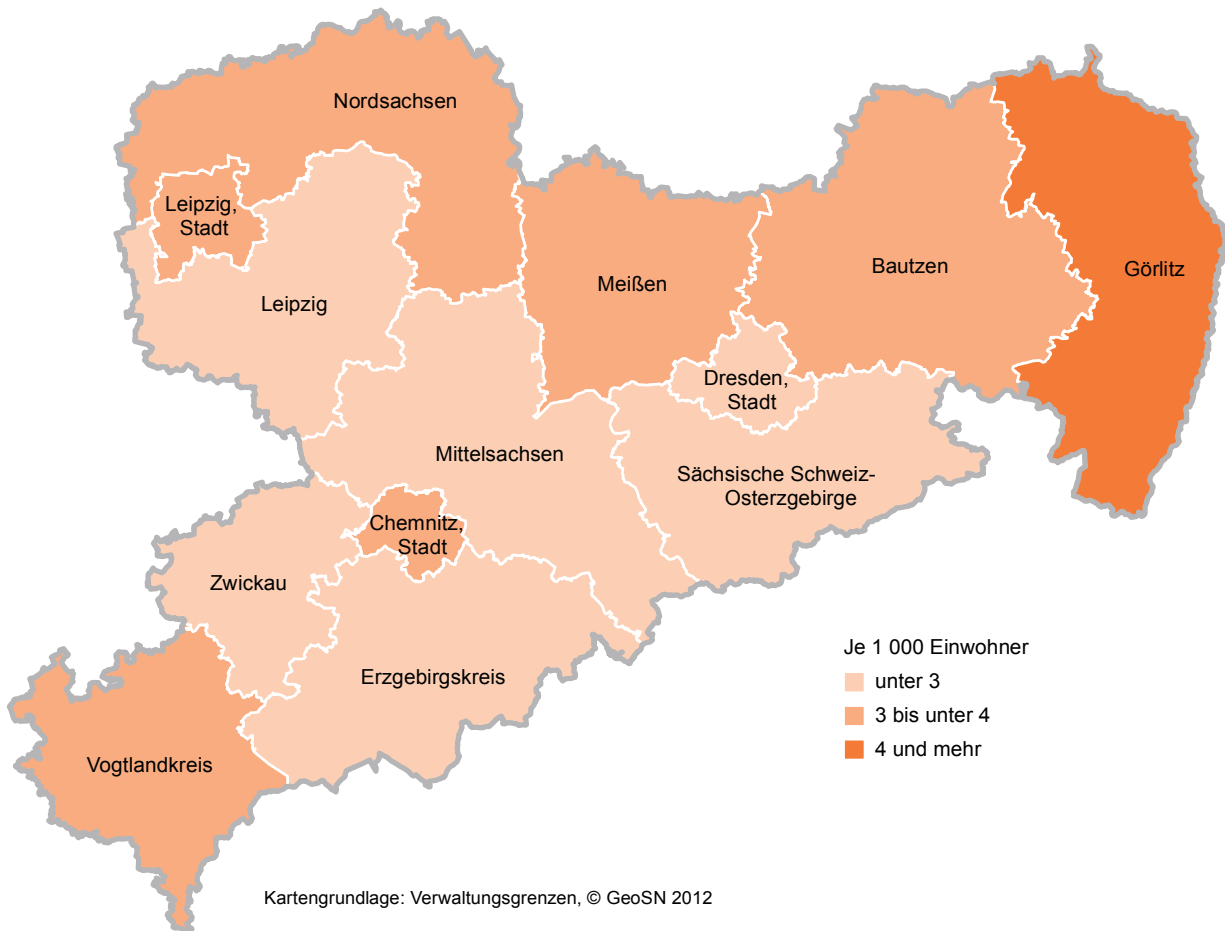 Nordsachsen
Leipzig,
Stadt
Leipzig
Meißen
Bautzen
Görlitz
Dresden,
Stadt
Mittelsachsen
Sächsische Schweiz-
Osterzgebirge
Chemnitz,
Stadt
Zwickau
Erzgebirgskreis
Vogtlandkreis
Je 1 000 Einwohner
unter 3
3 bis unter 4
4 und mehr
Kartengrundlage: Verwaltungsgrenzen, © GeoSN 2012